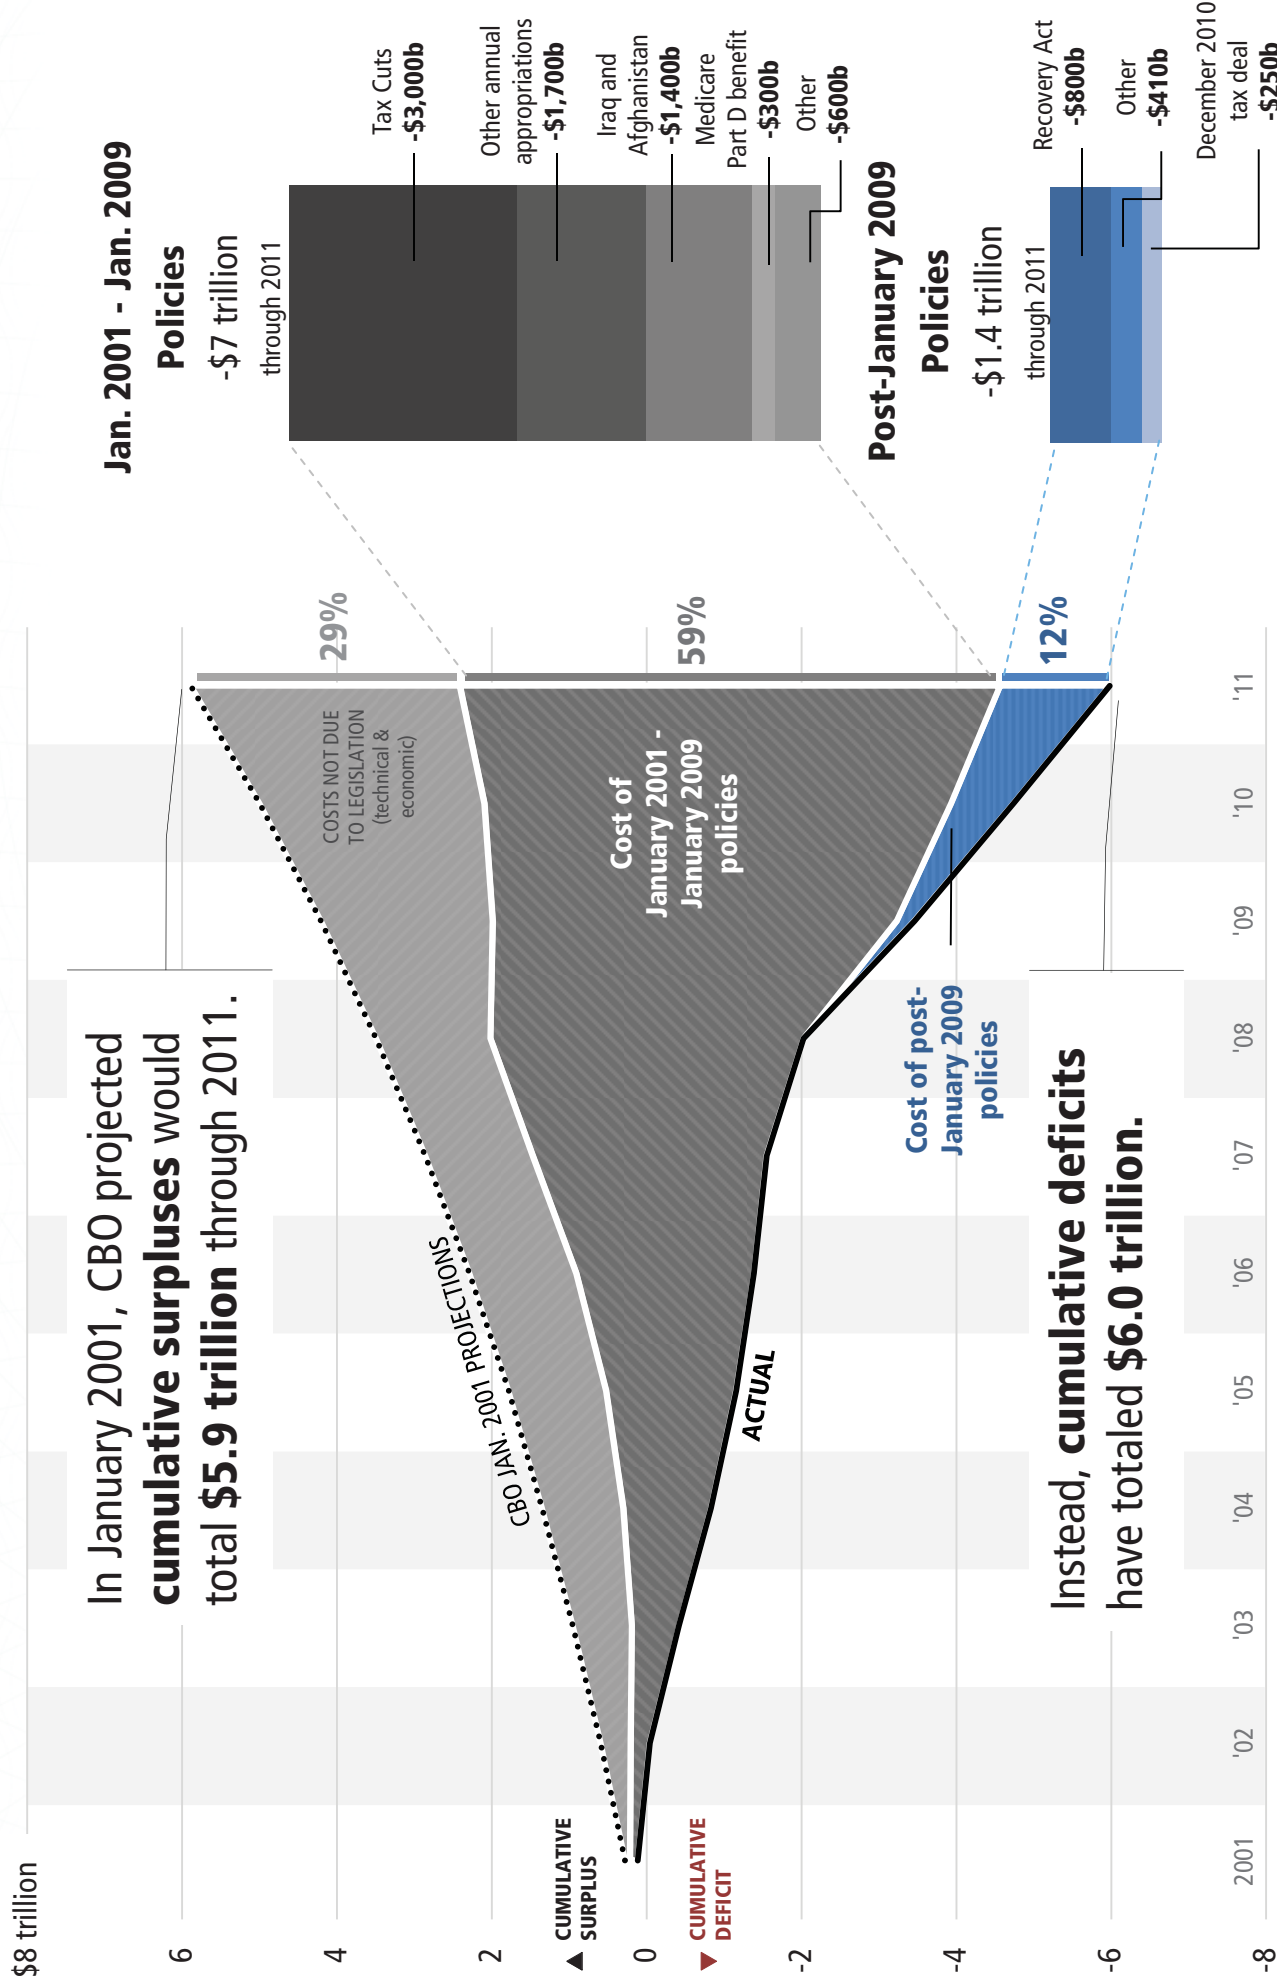 $8 trillion
6
4
2
0
-2
-4
-6
-8
▲ CUMULATIVE
SURPLUS
▼ CUMULATIVE
DEFICIT
2001
'02
'03
'04
'05
'06
'07
'08
'09
'10
'11
In January 2001, CBO projected
cumulative surpluses would
total $5.9 trillion through 2011.
CBO JAN. 2001 PROJECTIONS
ACTUAL
Instead, cumulative deficits
have totaled $6.0 trillion.
COSTS NOT DUE
TO LEGISLATION
(technical &
economic)
Cost of
January 2001 -
January 2009
policies
Cost of post-
January 2009
policies
29%
59%
12%
Jan. 2001 - Jan. 2009
Policies
-$7 trillion
through 2011
Tax Cuts
-$3,000b
Other annual
appropriations
-$1,700b
Iraq and
Afghanistan
-$1,400b
Medicare
Part D benefit
-$300b
Other
-$600b
Post-January 2009
Policies
-$1.4 trillion
through 2011
Recovery Act
-$800b
Other
-$410b
December 2010
tax deal
-$250b